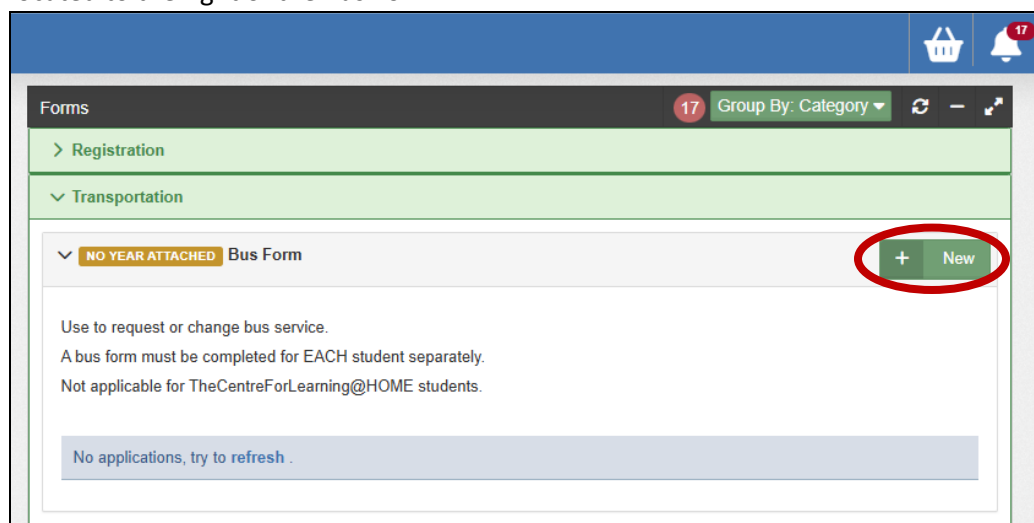 17
Forms
17 Group By: Category
Registration
Transportation
NO YEAR ATTACHED Bus Form
+ New
Use to request or change bus service.
A bus form must be completed for EACH student separately.
Not applicable for TheCentreForLearning@HOME students.
No applications, try to refresh .